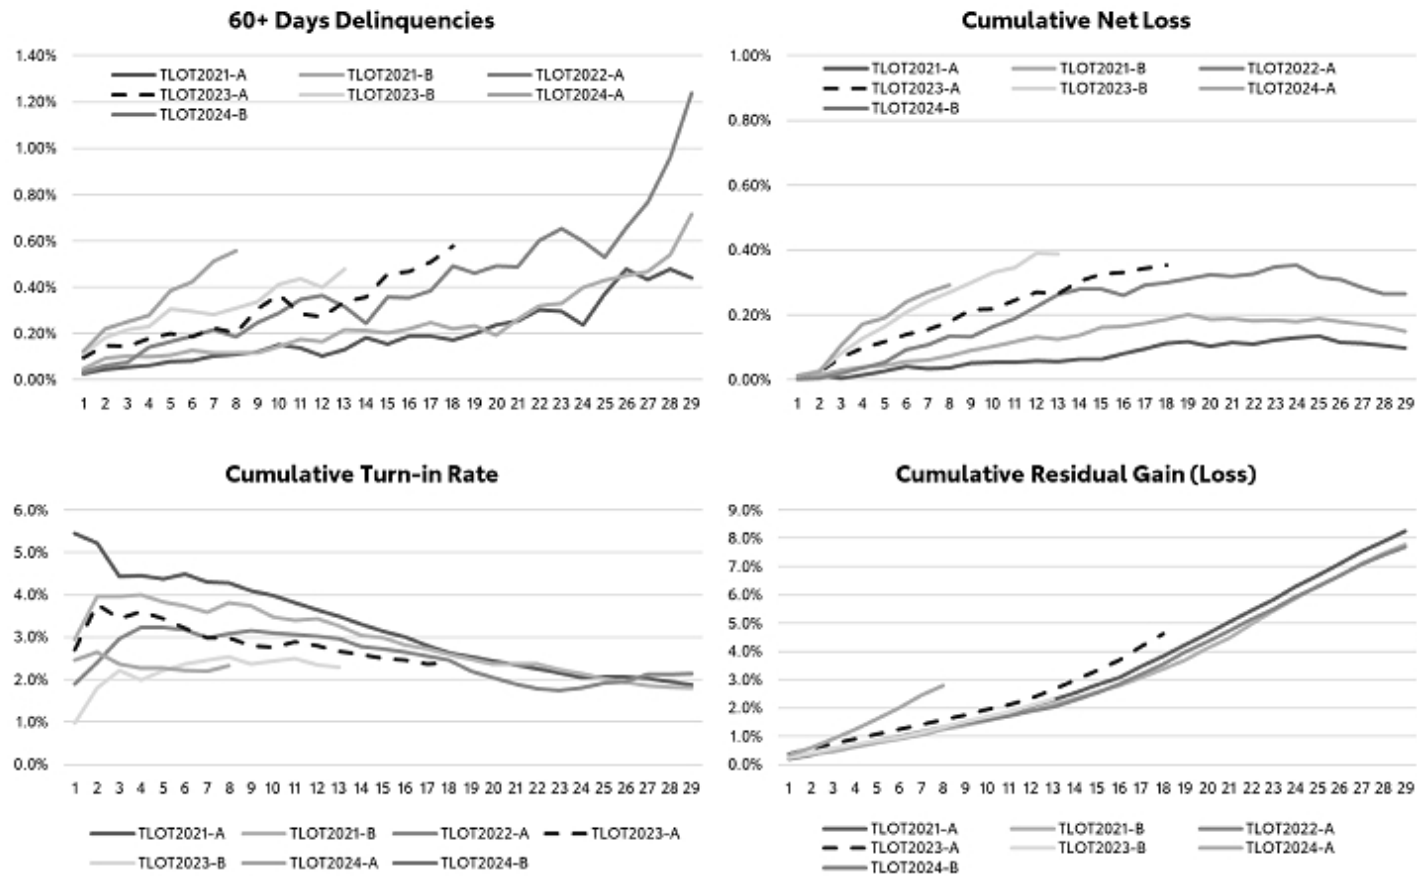 60+ Days Delinquencies
1.40%
1.20%
1.00%
0.80%
0.60%
0.40%
0.20%
0.00%
TLOT2021-A TLOT2021-B TLOT2022-A
TLOT2023-A TLOT2023-B TLOT2024-A
TLOT2024-B
1 2 3 4 5 6 7 8 9 10 11 12 13 14 15 16 17 18 19 20 21 22 23 24 25 26 27 28 29
Cumulative Net Loss
1.00%
0.80%
0.60%
0.40%
0.20%
0.00%
TLOT2021-A TLOT2021-B TLOT2022-A
TLOT2023-A TLOT2023-B TLOT2024-A
TLOT2024-B
1 2 3 4 5 6 7 8 9 10 11 12 13 14 15 16 17 18 19 20 21 22 23 24 25 26 27 28 29
Cumulative Turn-in Rate
6.0%
5.0%
4.0%
3.0%
2.0%
1.0%
0.0%
1 2 3 4 5 6 7 8 9 10 11 12 13 14 15 16 17 18 19 20 21 22 23 24 25 26 27 28 29
TLOT2021-A TLOT2021-B TLOT2022-A TLOT2023-A
TLOT2023-B TLOT2024-A TLOT2024-B
Cumulative Residual Gain (Loss)
9.0%
8.0%
7.0%
6.0%
5.0%
4.0%
3.0%
2.0%
1.0%
0.0%
1 2 3 4 5 6 7 8 9 10 11 12 13 14 15 16 17 18 19 20 21 22 23 24 25 26 27 28 29
TLOT2021-A TLOT2021-B TLOT2022-A
TLOT2023-A TLOT2023-B TLOT2024-A
TLOT2024-B